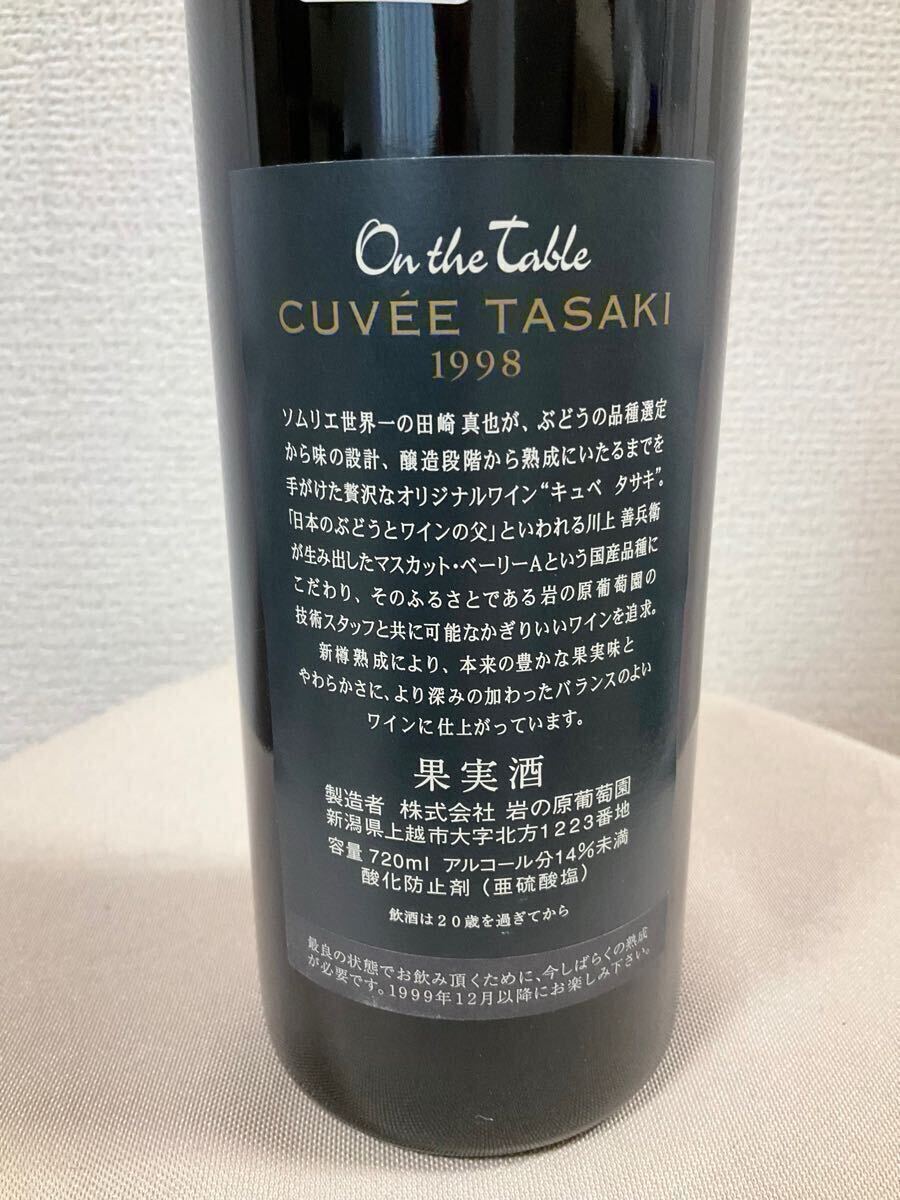 On the Table
CUVÉE TASAKI
1998
ソムリエ世界一の田崎 真也が、ぶどうの品種選定
から味の設計、醸造段階から熟成にいたるまでを
手がけた贅沢なオリジナルワイン“キュベ タサキ”。
「日本のぶどうとワインの父」といわれる川上 善兵衛
が生み出したマスカット・ベーリーAという国産品種に
こだわり、そのふるさとである岩の原葡萄園の
技術スタッフと共に可能なかぎりいいワインを追求。
新樽熟成により、本来の豊かな果実味と
やわらかさに、より深みの加わったバランスのよい
ワインに仕上がっています。
果実酒
製造者 株式会社 岩の原葡萄園
新潟県上越市大字北方1223番地
容量 720ml アルコール分14%未満
酸化防止剤（亜硫酸塩）
飲酒は20歳を過ぎてから
最良の状態でお飲み頂くために、今しばらくの熟成
が必要です。1999年12月以降にお楽しみ下さい。